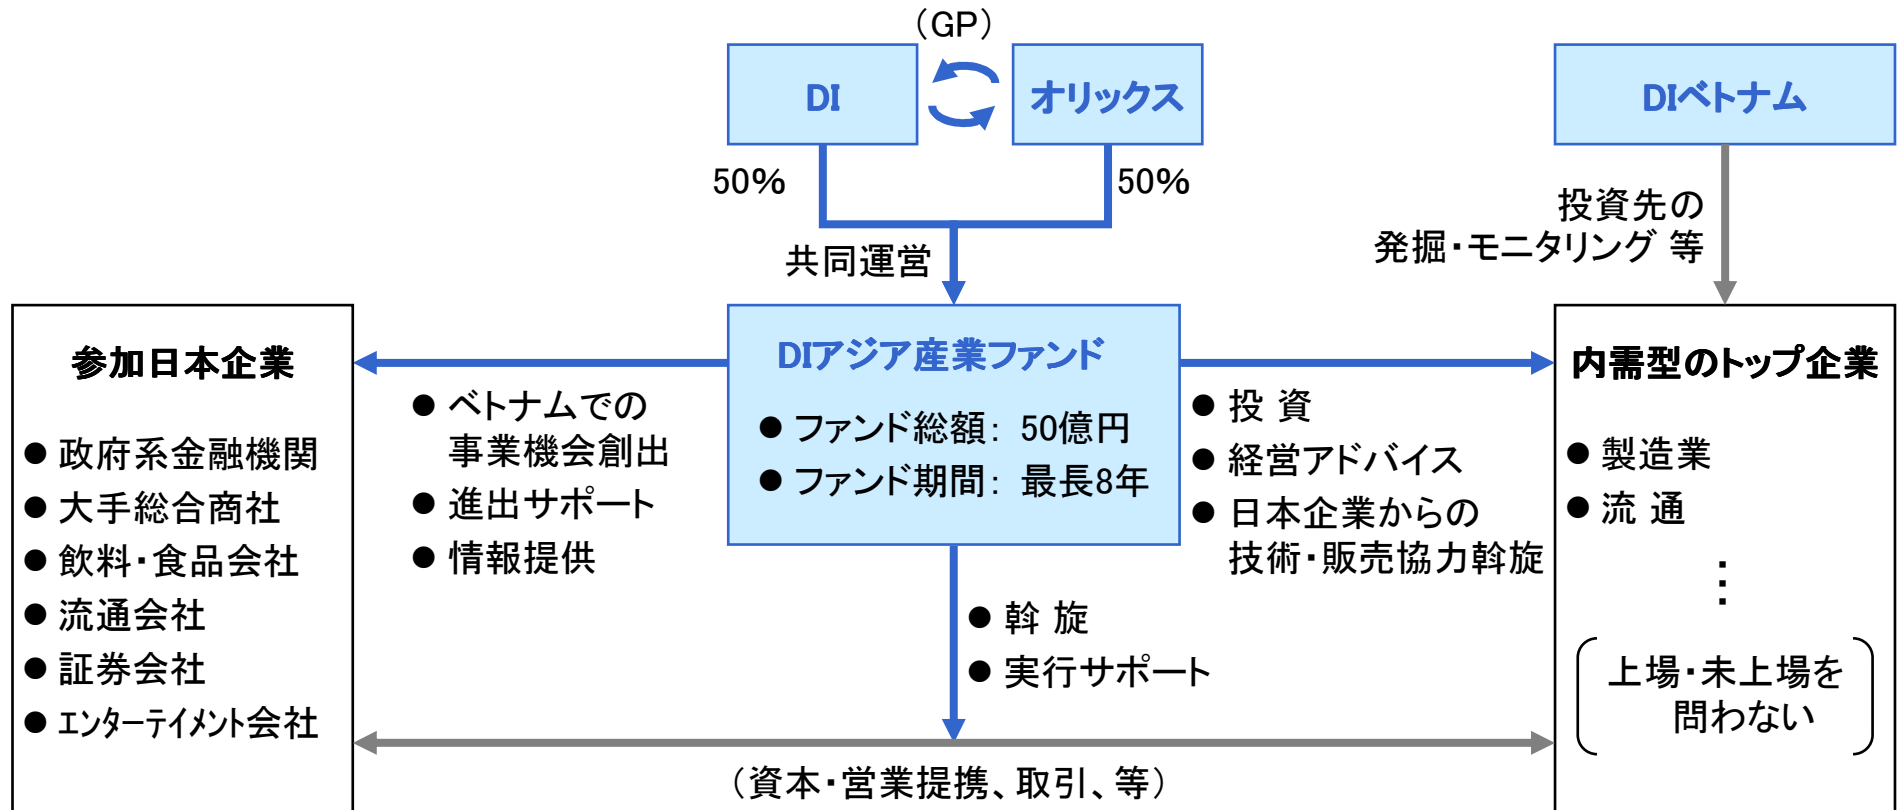 （GP）
DI
オリックス
DIベトナム
50%
50%
共同運営
投資先の
発掘・モニタリング 等
参加日本企業
● 政府系金融機関
● 大手総合商社
● 飲料・食品会社
● 流通会社
● 証券会社
● エンターテイメント会社
● ベトナムでの
事業機会創出
● 進出サポート
● 情報提供
DIアジア産業ファンド
● ファンド総額： 50億円
● ファンド期間： 最長8年
● 投 資
● 経営アドバイス
● 日本企業からの
技術・販売協力斡旋
● 斡 旋
● 実行サポート
内需型のトップ企業
● 製造業
● 流 通
⋮
上場・未上場を
問わない
（資本・営業提携、取引、等）